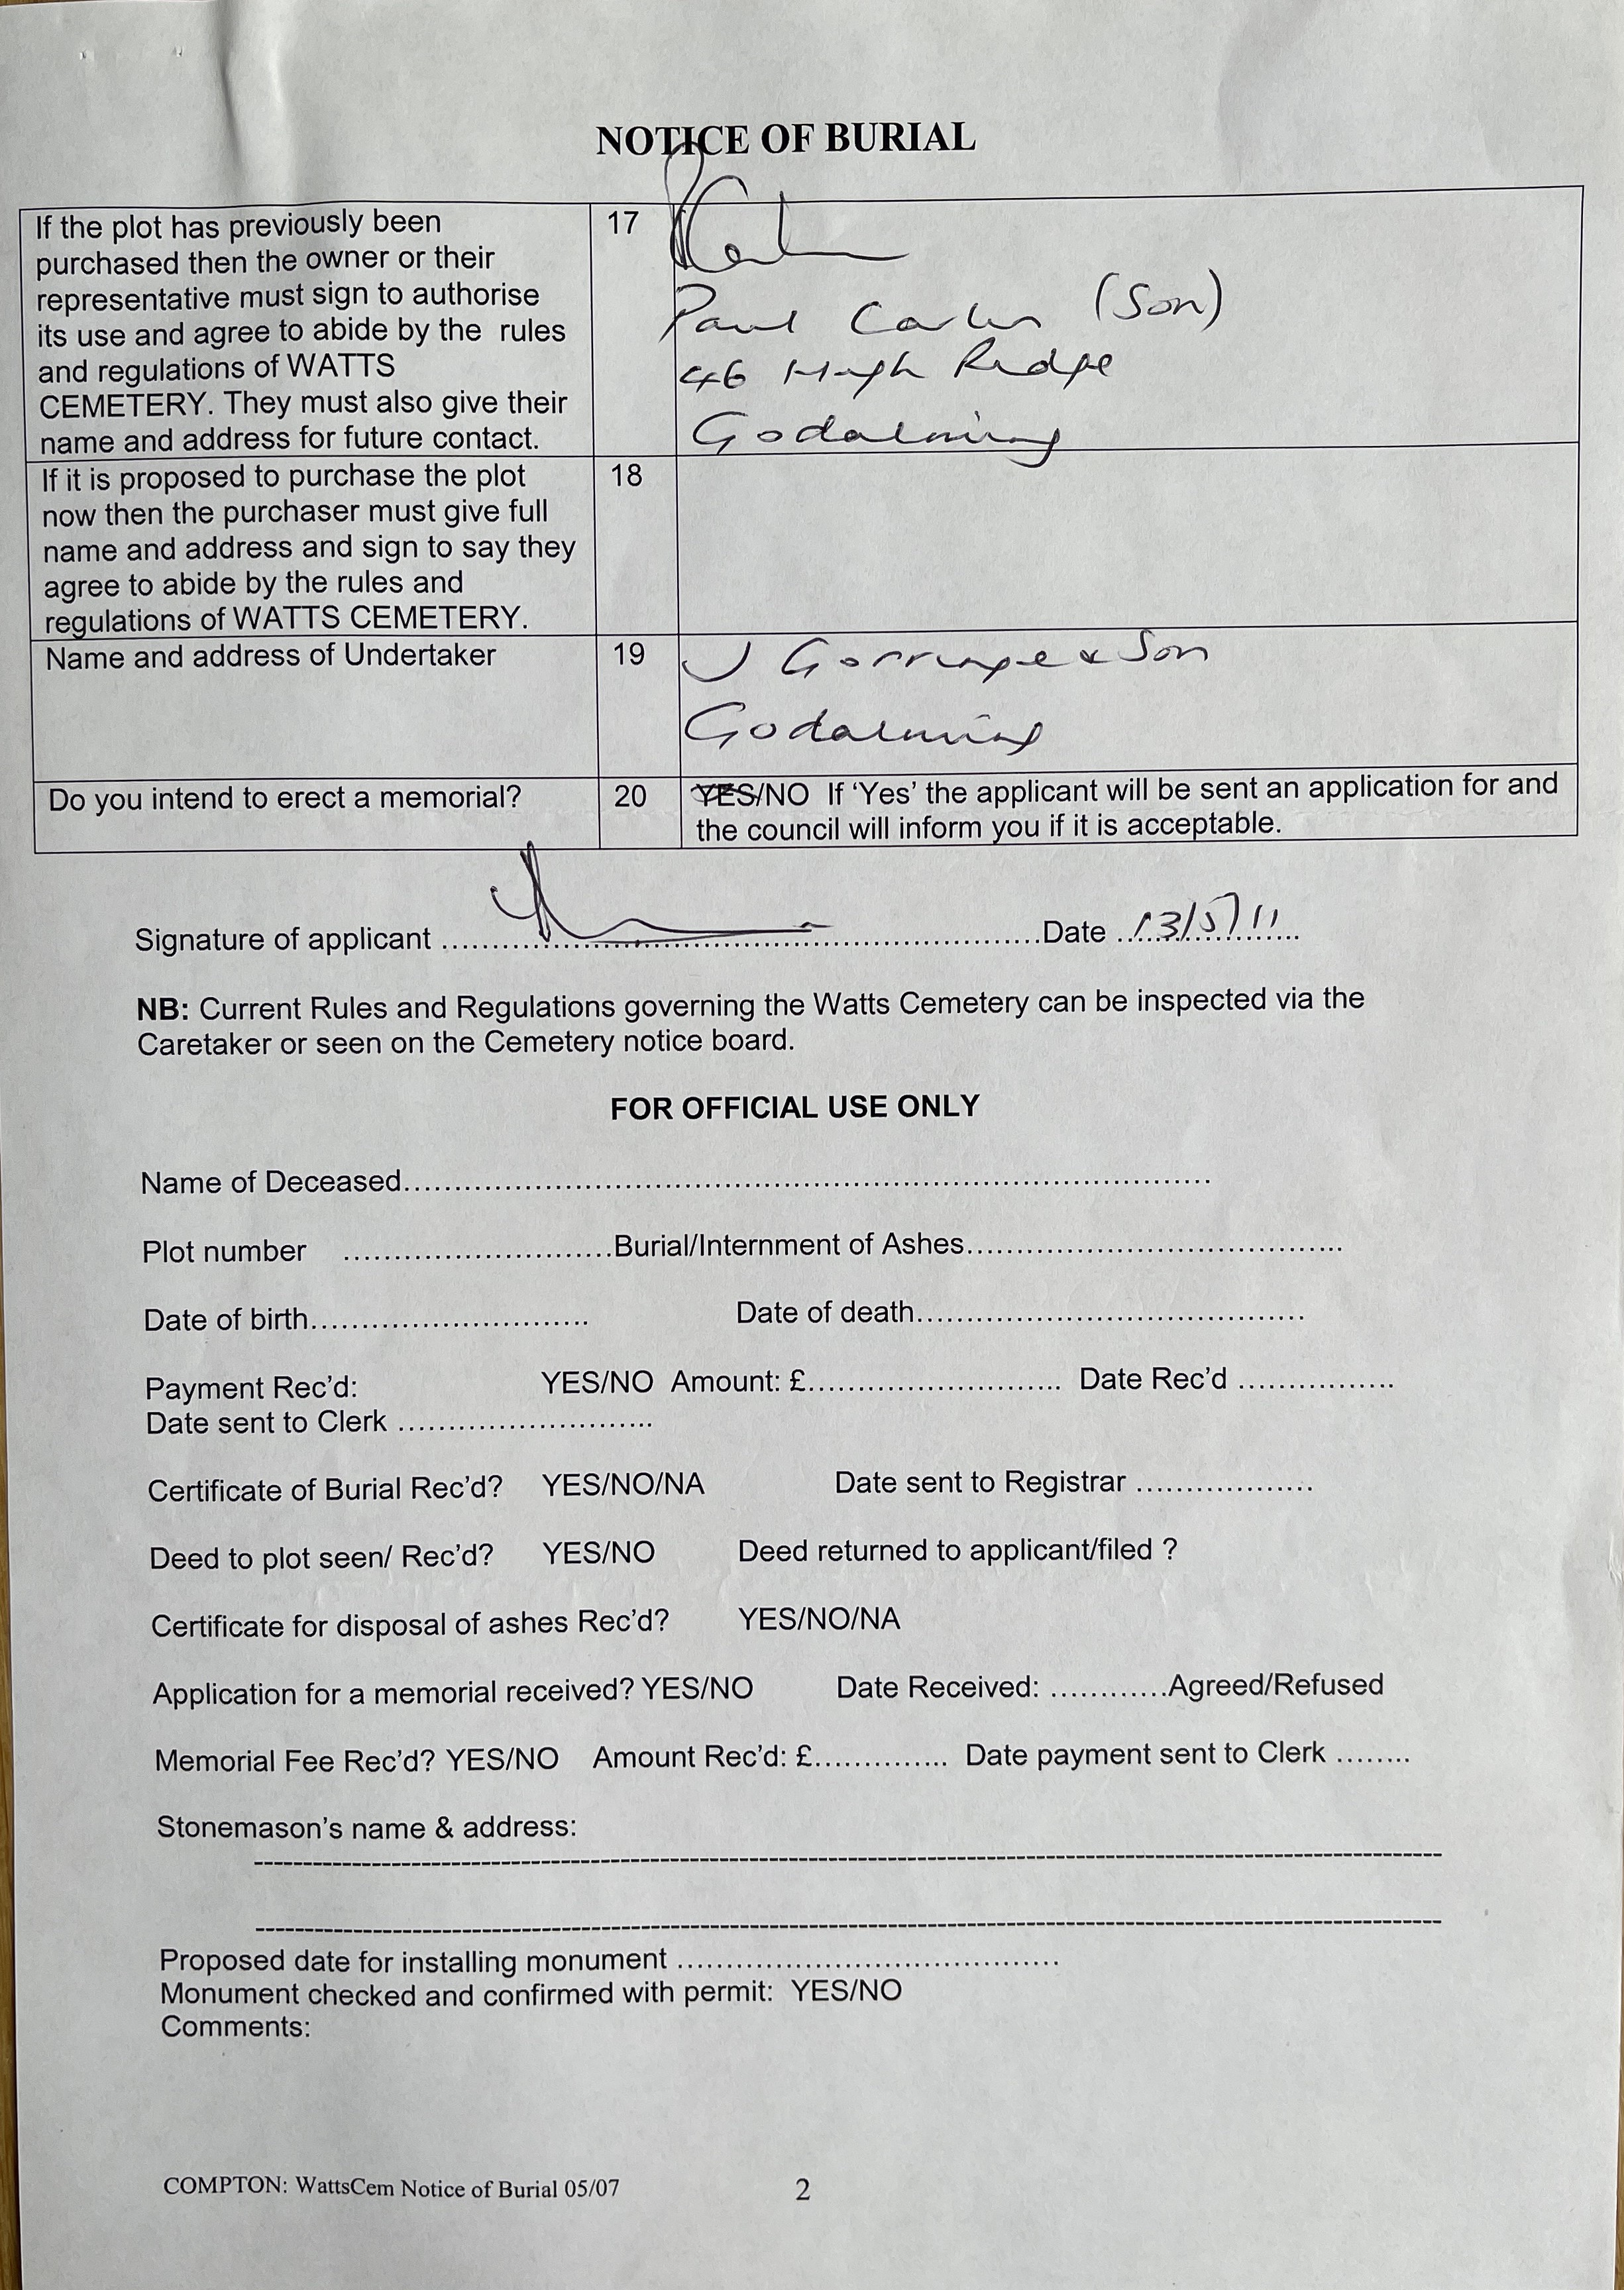 NOTICE OF BURIAL
If the plot has previously been
purchased then the owner or their
representative must sign to authorise
its use and agree to abide by the rules
and regulations of WATTS
CEMETERY. They must also give their
name and address for future contact.
17
Paul (Son)
46 High Ridge
Godalming
If it is proposed to purchase the plot
now then the purchaser must give full
name and address and sign to say they
agree to abide by the rules and
regulations of WATTS CEMETERY.
18
Name and address of Undertaker
19
J Gorringe & Son
Godalming
Do you intend to erect a memorial?
20
YES/NO If ‘Yes’ the applicant will be sent an application for and
the council will inform you if it is acceptable.
Signature of applicant ........................................ Date 13/5/11
NB: Current Rules and Regulations governing the Watts Cemetery can be inspected via the
Caretaker or seen on the Cemetery notice board.
FOR OFFICIAL USE ONLY
Name of Deceased........................................
Plot number ..............................Burial/Internment of Ashes........................................
Date of birth.............................. Date of death........................................
Payment Rec’d: YES/NO Amount: £.............................. Date Rec’d ..................
Date sent to Clerk ..............................
Certificate of Burial Rec’d? YES/NO/NA Date sent to Registrar ....................
Deed to plot seen/ Rec’d? YES/NO Deed returned to applicant/filed ?
Certificate for disposal of ashes Rec’d? YES/NO/NA
Application for a memorial received? YES/NO Date Received: ............Agreed/Refused
Memorial Fee Rec’d? YES/NO Amount Rec’d: £............... Date payment sent to Clerk ........
Stonemason’s name & address:
Proposed date for installing monument ........................................
Monument checked and confirmed with permit: YES/NO
Comments:
COMPTON: WattsCem Notice of Burial 05/07 2